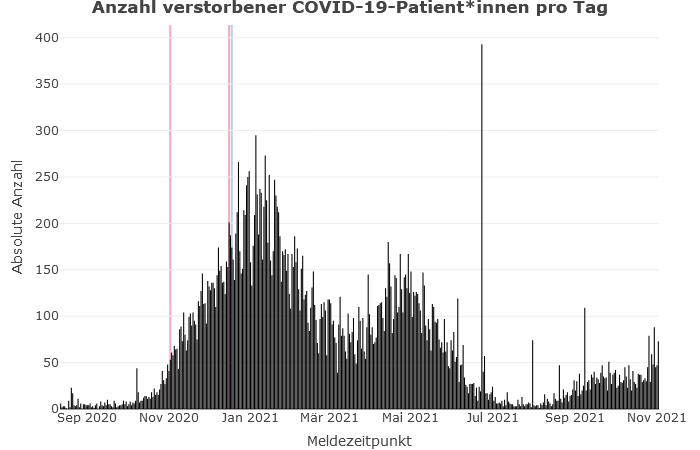 Anzahl verstorbener COVID-19-Patient*innen pro Tag
400
350
300
250
200
150
100
50
0
Absolute Anzahl
Sep 2020 Nov 2020 Jan 2021 Mär 2021 Mai 2021 Jul 2021 Sep 2021 Nov 2021
Meldezeitpunkt